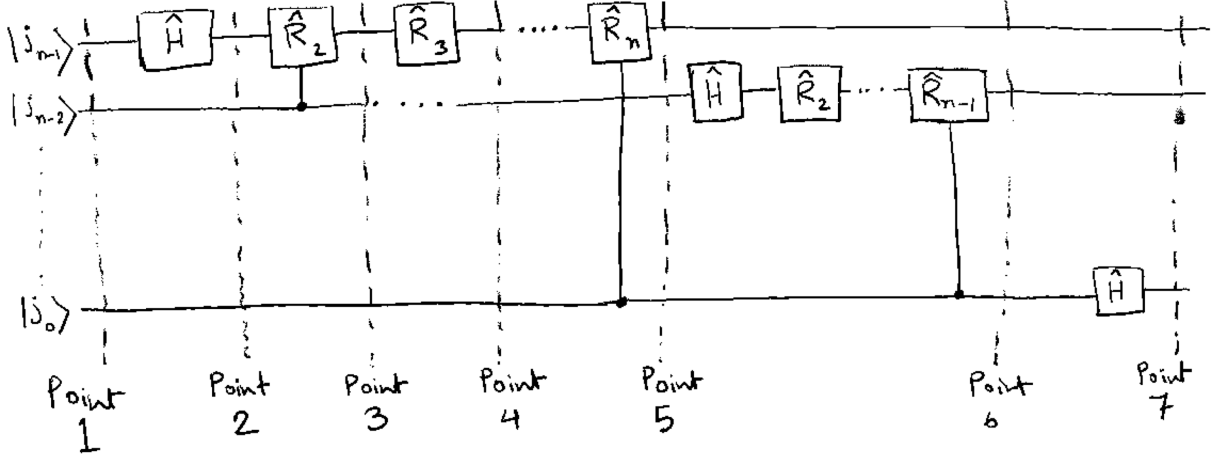 |j_{n-1}⟩ Ĥ R̂_2 R̂_3 ···· R̂_n
|j_{n-2}⟩ ···· Ĥ R̂_2 ··· R̂_{n-1}
|j_0⟩ Ĥ
Point 1 Point 2 Point 3 Point 4 Point 5 Point 6 Point 7